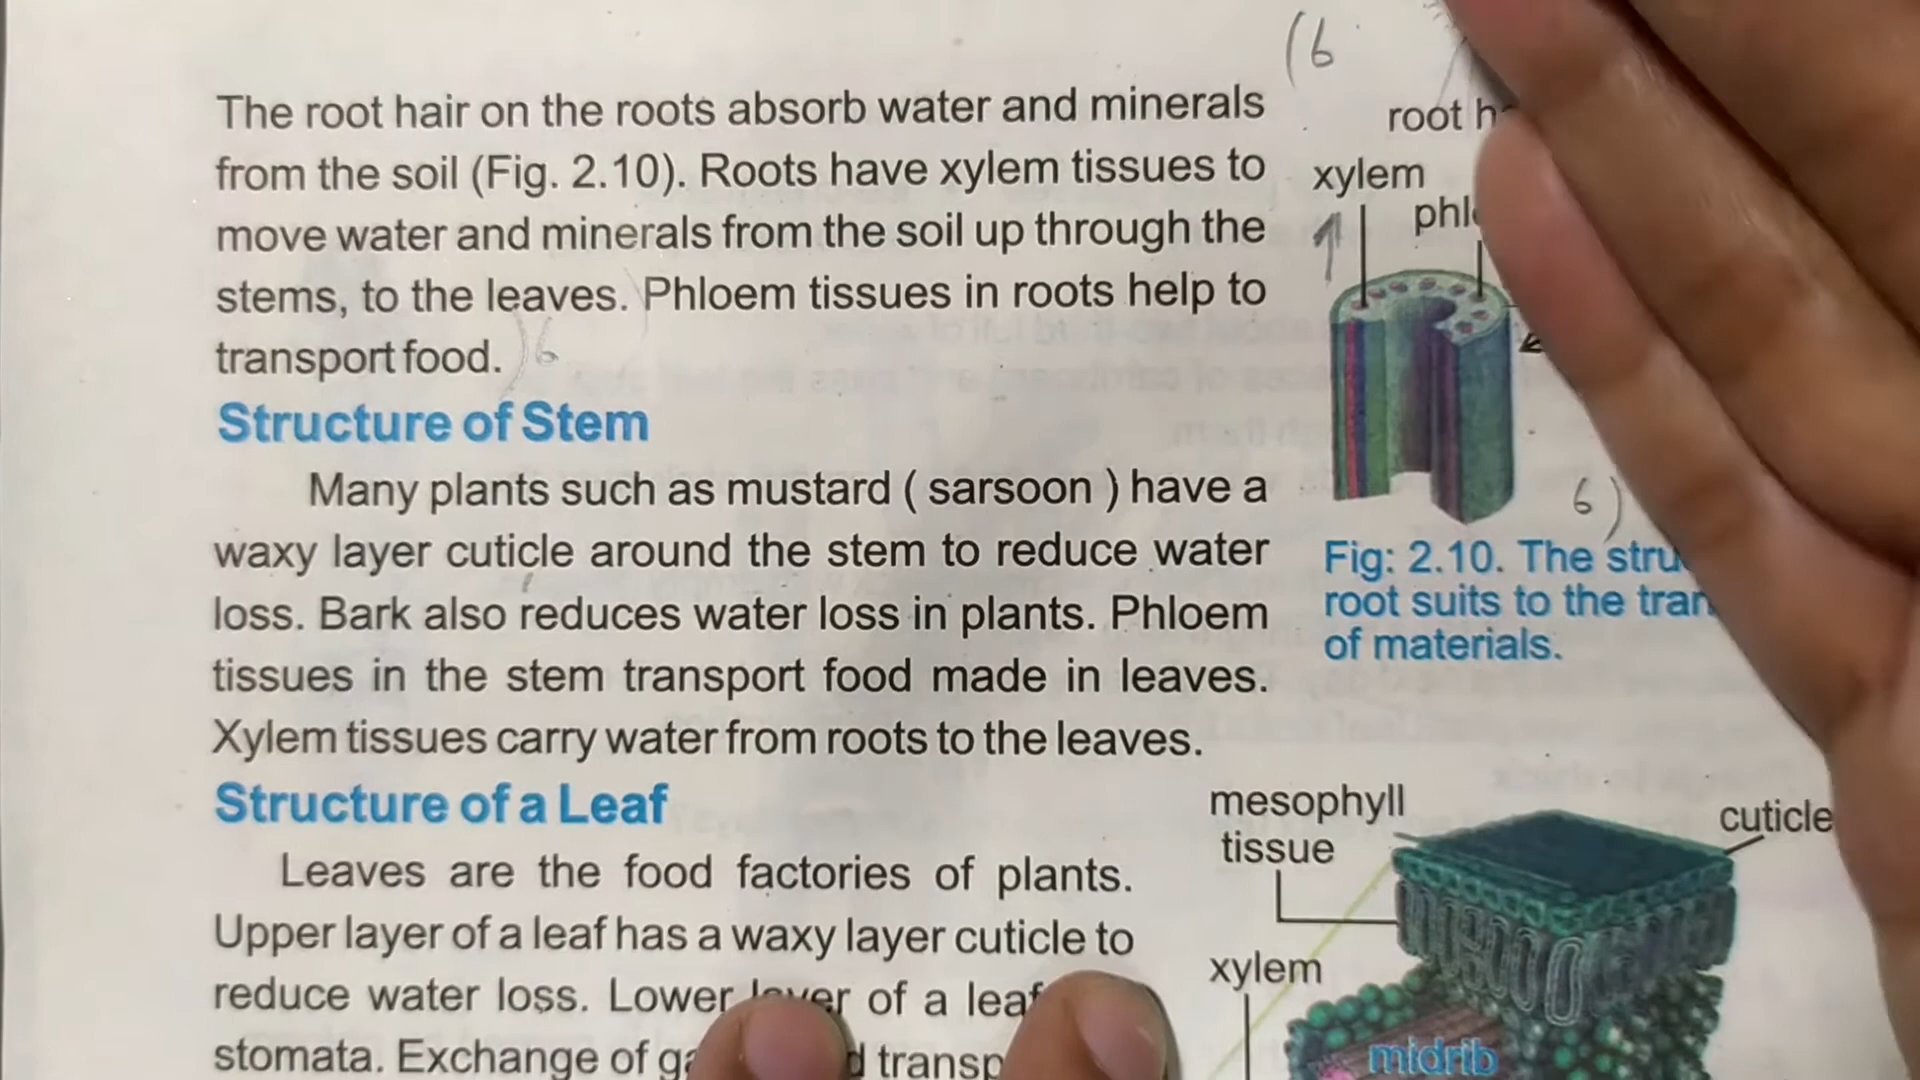 The root hair on the roots absorb water and minerals
from the soil (Fig. 2.10). Roots have xylem tissues to
move water and minerals from the soil up through the
stems, to the leaves. Phloem tissues in roots help to
transport food. )6
(6
root
xylem
6)
Fig: 2.10. The
root suits to the
of materials.
Structure of Stem
Many plants such as mustard ( sarsoon ) have a
waxy layer cuticle around the stem to reduce water
loss. Bark also reduces water loss in plants. Phloem
tissues in the stem transport food made in leaves.
Xylem tissues carry water from roots to the leaves.
Structure of a Leaf
Leaves are the food factories of plants.
Upper layer of a leaf has a waxy layer cuticle to
reduce water loss. Lower layer of a leaf
stomata. Exchange of
mesophyll
tissue
cuticle
xylem
midrib